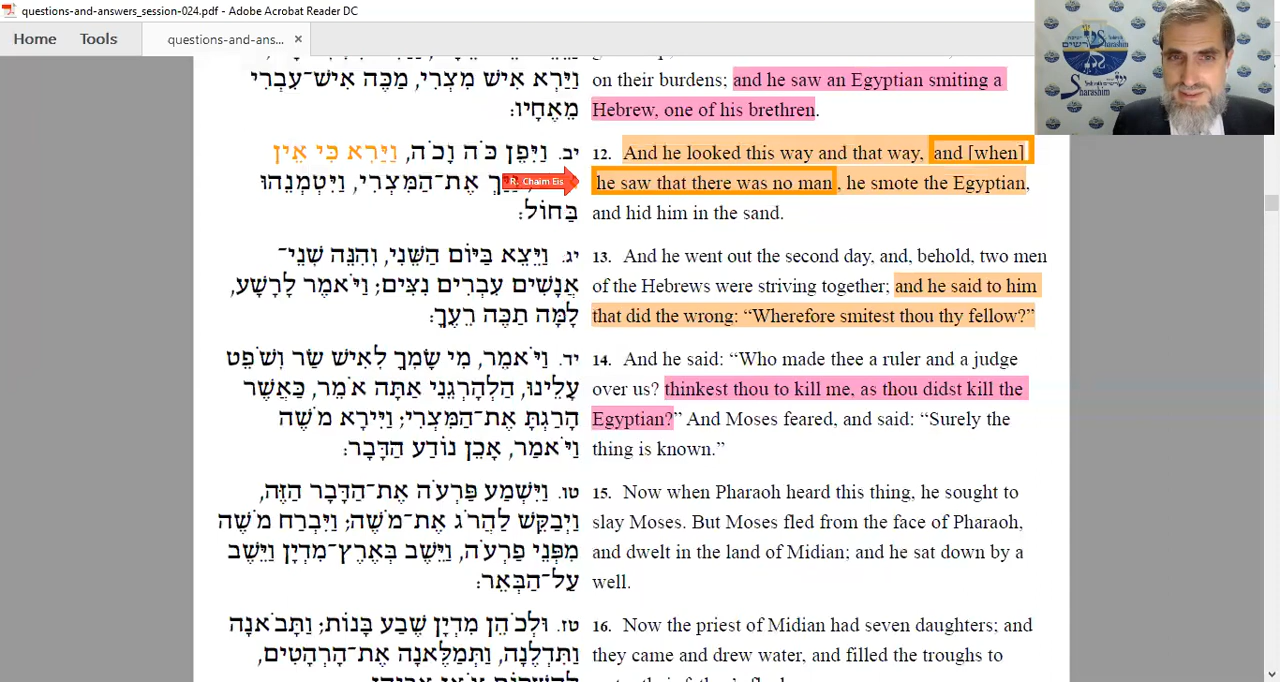 questions-and-answers_session-024.pdf - Adobe Acrobat Reader DC
Home Tools questions-and-ans... ×
וַיַּרְא אִישׁ מִצְרִי, מַכֶּה אִישׁ־עִבְרִי
מֵאֶחָיו:
on their burdens; and he saw an Egyptian smiting a
Hebrew, one of his brethren.
יב. וַיִּפֶן כֹּה וָכֹה, וַיַּרְא כִּי אֵין
אֶת־הַמִּצְרִי, וַיִּטְמְנֵהוּ
בַּחוֹל:
R. Chaim Eis
12. And he looked this way and that way, and [when]
he saw that there was no man, he smote the Egyptian,
and hid him in the sand.
יג. וַיֵּצֵא בַּיּוֹם הַשֵּׁנִי, וְהִנֵּה שְׁנֵי־
אֲנָשִׁים עִבְרִים נִצִּים; וַיֹּאמֶר לָרָשָׁע,
לָמָּה תַכֶּה רֵעֶךָ:
13. And he went out the second day, and, behold, two men
of the Hebrews were striving together; and he said to him
that did the wrong: “Wherefore smitest thou thy fellow?”
יד. וַיֹּאמֶר, מִי שָׂמְךָ לְאִישׁ שַׂר וְשֹׁפֵט
עָלֵינוּ, הַלְהָרְגֵנִי אַתָּה אֹמֵר, כַּאֲשֶׁר
הָרַגְתָּ אֶת־הַמִּצְרִי; וַיִּירָא מֹשֶׁה
וַיֹּאמַר, אָכֵן נוֹדַע הַדָּבָר:
14. And he said: “Who made thee a ruler and a judge
over us? thinkest thou to kill me, as thou didst kill the
Egyptian?” And Moses feared, and said: “Surely the
thing is known.”
טו. וַיִּשְׁמַע פַּרְעֹה אֶת־הַדָּבָר הַזֶּה,
וַיְבַקֵּשׁ לַהֲרֹג אֶת־מֹשֶׁה; וַיִּבְרַח מֹשֶׁה
מִפְּנֵי פַרְעֹה, וַיֵּשֶׁב בְּאֶרֶץ־מִדְיָן וַיֵּשֶׁב
עַל־הַבְּאֵר:
15. Now when Pharaoh heard this thing, he sought to
slay Moses. But Moses fled from the face of Pharaoh,
and dwelt in the land of Midian; and he sat down by a
well.
טז. וּלְכֹהֵן מִדְיָן שֶׁבַע בָּנוֹת; וַתָּבֹאנָה
וַתִּדְלֶנָה, וַתְּמַלֶּאנָה אֶת־הָרְהָטִים,
16. Now the priest of Midian had seven daughters; and
they came and drew water, and filled the troughs to
Sharashim